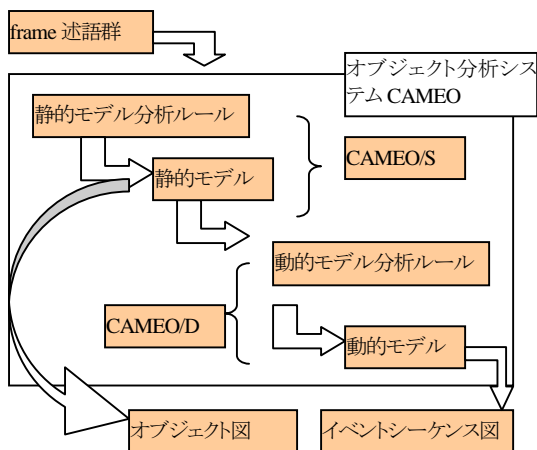 frame 述語群
オブジェクト分析シス
テム CAMEO
静的モデル分析ルール
CAMEO/S
静的モデル
動的モデル分析ルール
CAMEO/D
動的モデル
オブジェクト図
イベントシーケンス図